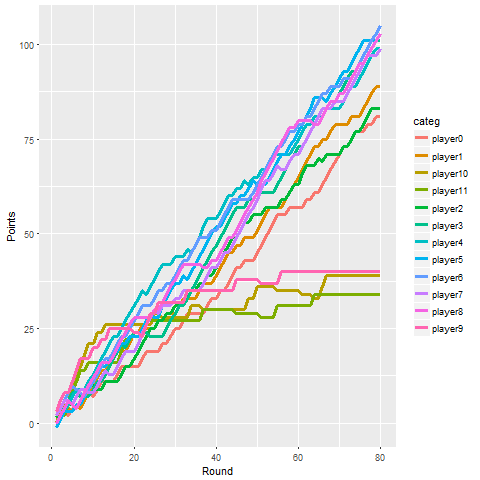 100
75
50
25
0
Points
0
20
40
60
80
Round
categ
player0
player1
player10
player11
player2
player3
player4
player5
player6
player7
player8
player9